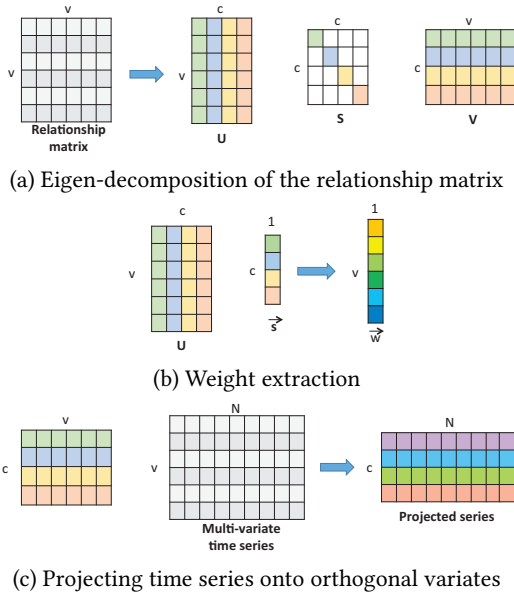 v
c
c
v
v
v
c
c
Relationship
matrix
U
S
V
(a) Eigen-decomposition of the relationship matrix
c
1
1
v
c
v
U
s
w
(b) Weight extraction
v
N
N
c
v
c
Multi-variate
time series
Projected series
(c) Projecting time series onto orthogonal variates